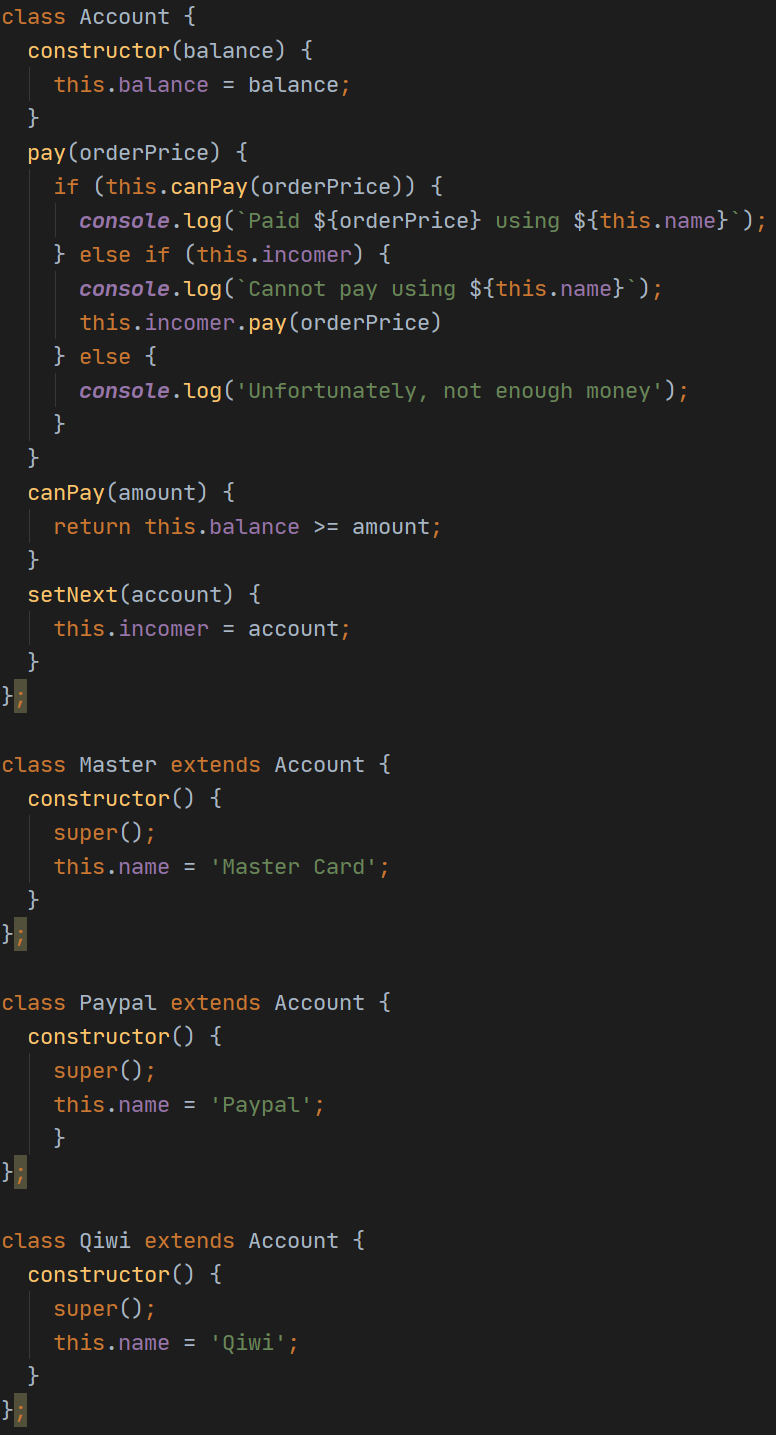 class Account {
  constructor(balance) {
    this.balance = balance;
  }
  pay(orderPrice) {
    if (this.canPay(orderPrice)) {
      console.log(`Paid ${orderPrice} using ${this.name}`);
    } else if (this.incomer) {
      console.log(`Cannot pay using ${this.name}`);
      this.incomer.pay(orderPrice)
    } else {
      console.log('Unfortunately, not enough money');
    }
  }
  canPay(amount) {
    return this.balance >= amount;
  }
  setNext(account) {
    this.incomer = account;
  }
};

class Master extends Account {
  constructor() {
    super();
    this.name = 'Master Card';
  }
};

class Paypal extends Account {
  constructor() {
    super();
    this.name = 'Paypal';
    }
};

class Qiwi extends Account {
  constructor() {
    super();
    this.name = 'Qiwi';
  }
};